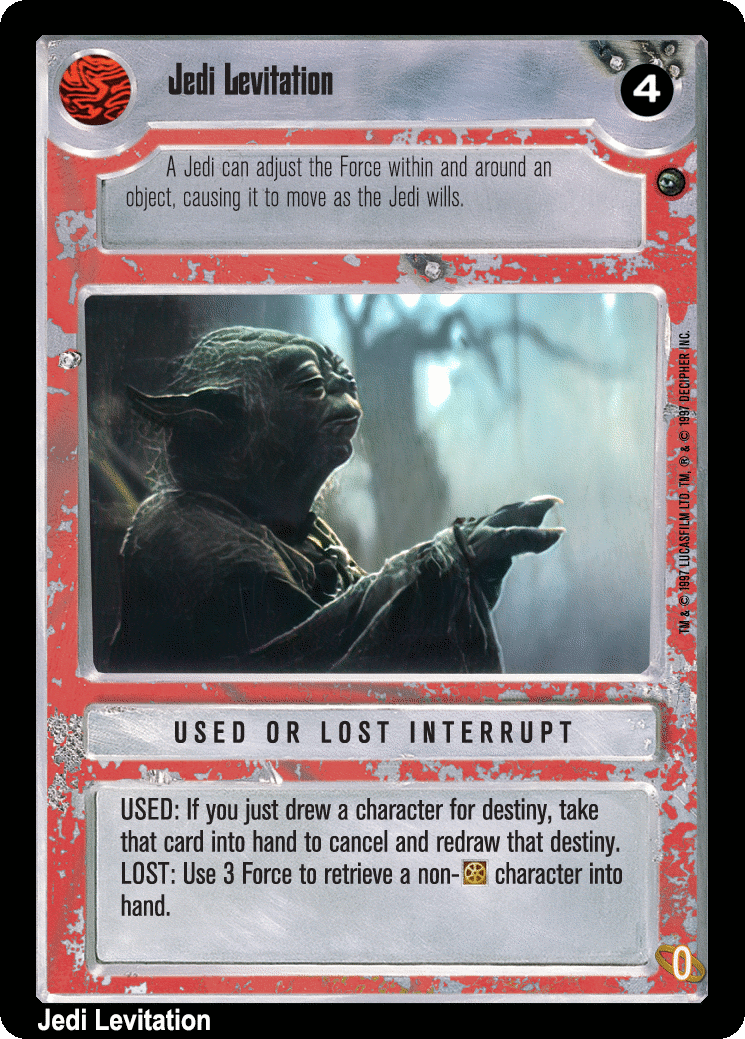 Jedi Levitation
4
A Jedi can adjust the Force within and around an
object, causing it to move as the Jedi wills.
TM & © 1997 LUCASFILM LTD. TM, ® & © 1997 DECIPHER INC.
USED OR LOST INTERRUPT
USED: If you just drew a character for destiny, take
that card into hand to cancel and redraw that destiny.
LOST: Use 3 Force to retrieve a non- character into
hand.
0
Jedi Levitation